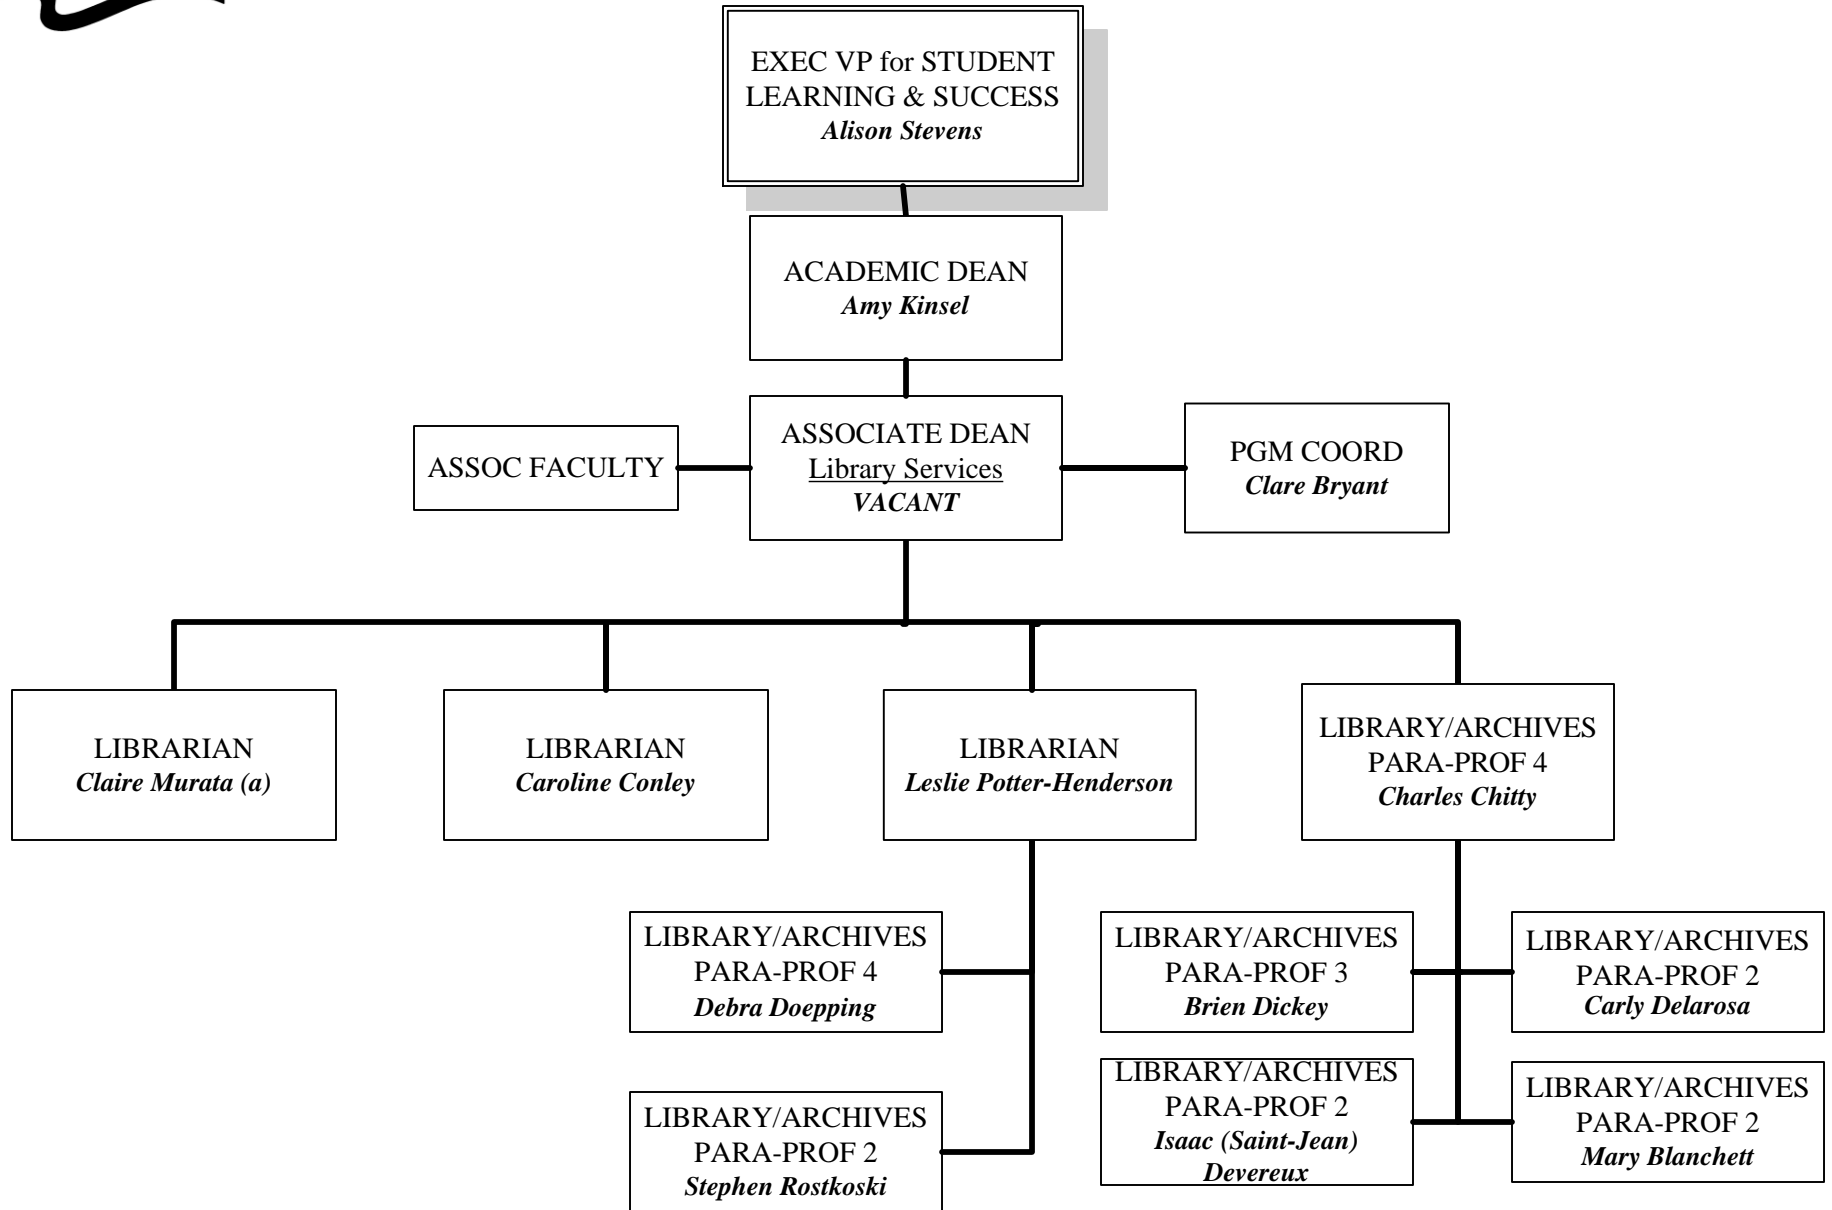 EXEC VP for STUDENT
LEARNING & SUCCESS
Alison Stevens
ACADEMIC DEAN
Amy Kinsel
ASSOC FACULTY
ASSOCIATE DEAN
Library Services
VACANT
PGM COORD
Clare Bryant
LIBRARIAN
Claire Murata (a)
LIBRARIAN
Caroline Conley
LIBRARIAN
Leslie Potter-Henderson
LIBRARY/ARCHIVES
PARA-PROF 4
Charles Chitty
LIBRARY/ARCHIVES
PARA-PROF 4
Debra Doepping
LIBRARY/ARCHIVES
PARA-PROF 3
Brien Dickey
LIBRARY/ARCHIVES
PARA-PROF 2
Carly Delarosa
LIBRARY/ARCHIVES
PARA-PROF 2
Stephen Rostkoski
LIBRARY/ARCHIVES
PARA-PROF 2
Isaac (Saint-Jean)
Devereux
LIBRARY/ARCHIVES
PARA-PROF 2
Mary Blanchett